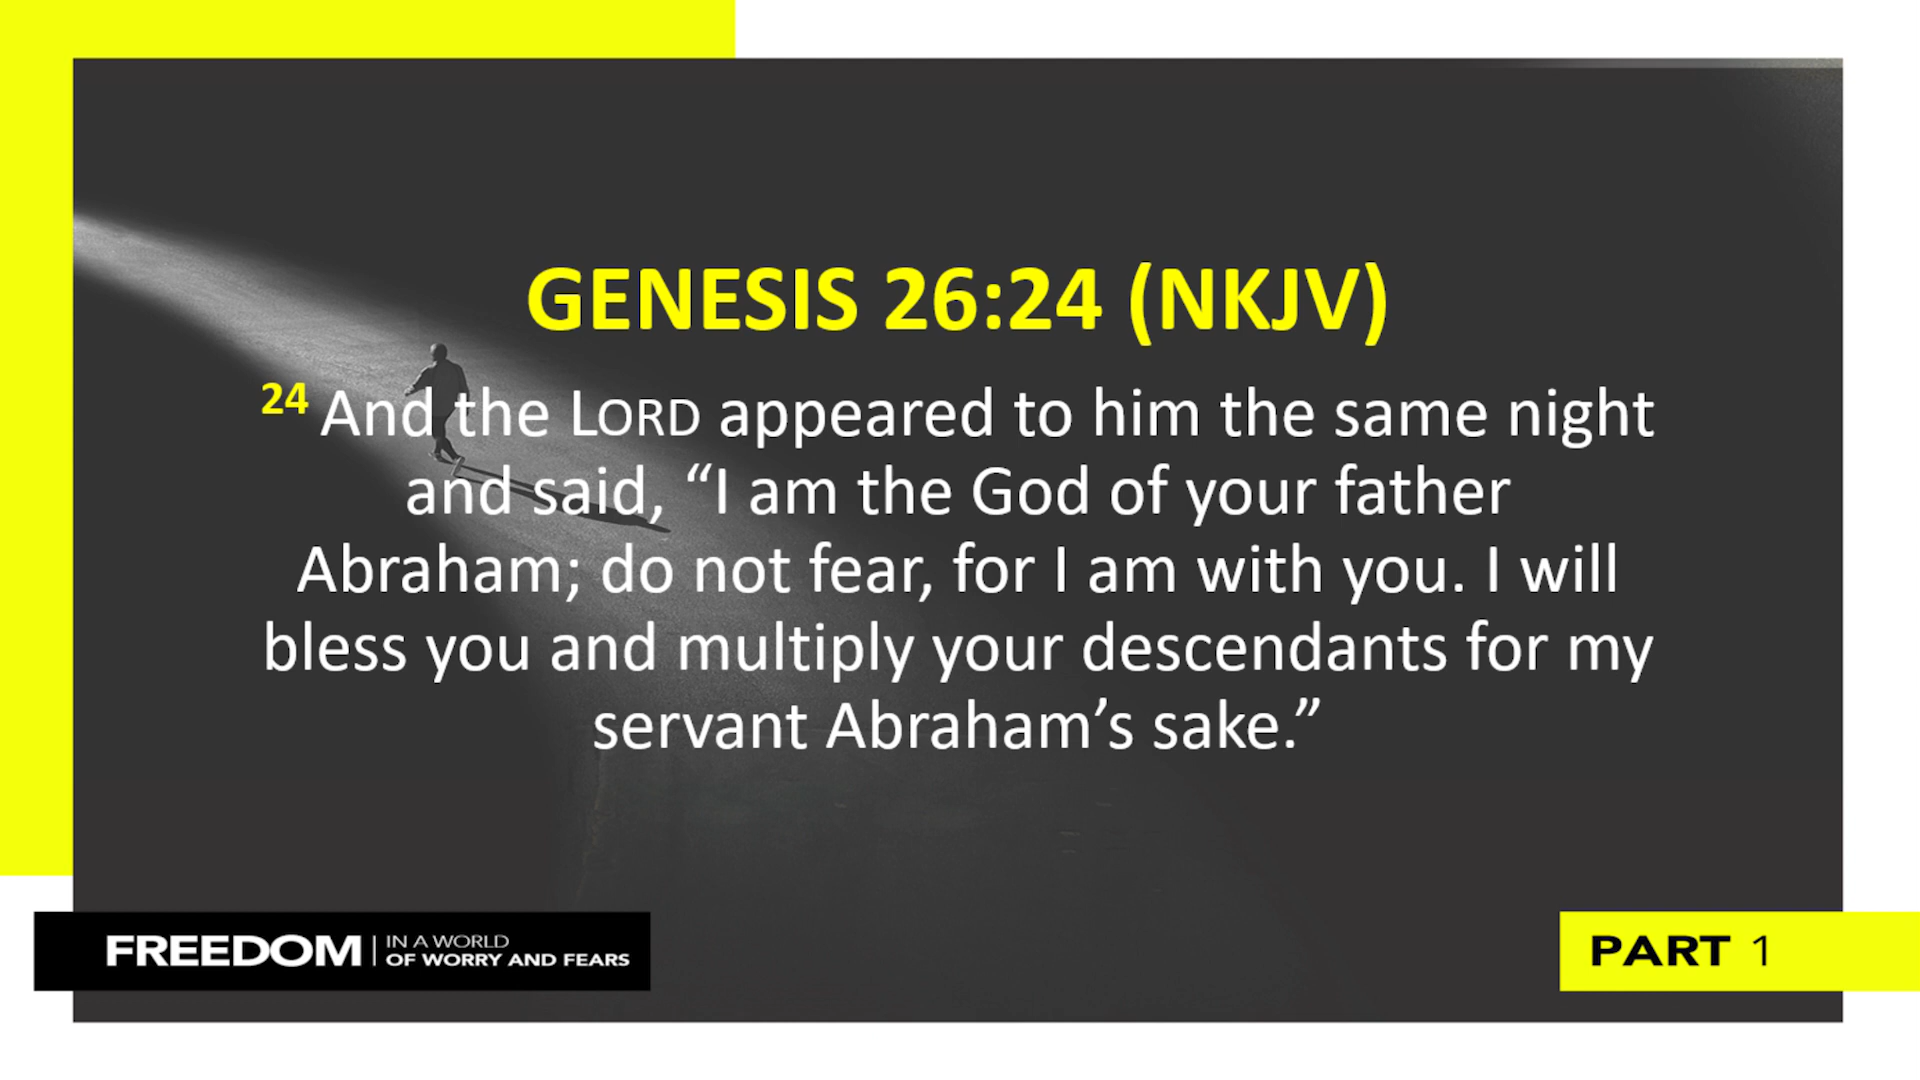 GENESIS 26:24 (NKJV)
24 And the LORD appeared to him the same night
and said, “I am the God of your father
Abraham; do not fear, for I am with you. I will
bless you and multiply your descendants for my
servant Abraham’s sake.”
FREEDOM | IN A WORLD
OF WORRY AND FEARS
PART 1